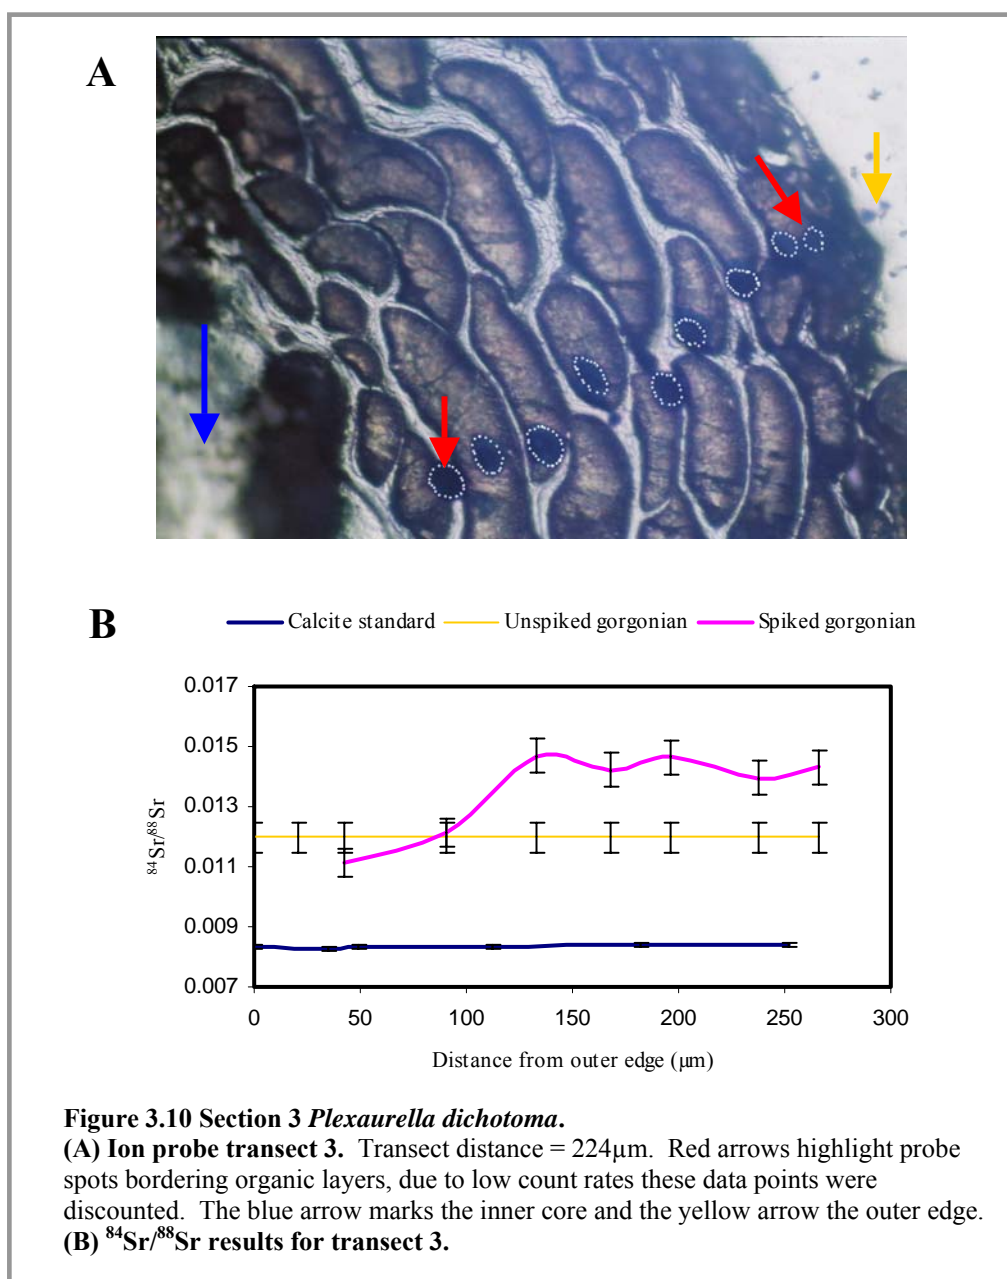 A
B
Calcite standard Unspiked gorgonian Spiked gorgonian
0.017
0.015
0.013
0.011
0.009
0.007
⁸⁴Sr/⁸⁸Sr
0 50 100 150 200 250 300
Distance from outer edge (µm)
Figure 3.10 Section 3 Plexaurella dichotoma.
(A) Ion probe transect 3. Transect distance = 224µm. Red arrows highlight probe
spots bordering organic layers, due to low count rates these data points were
discounted. The blue arrow marks the inner core and the yellow arrow the outer edge.
(B) ⁸⁴Sr/⁸⁸Sr results for transect 3.